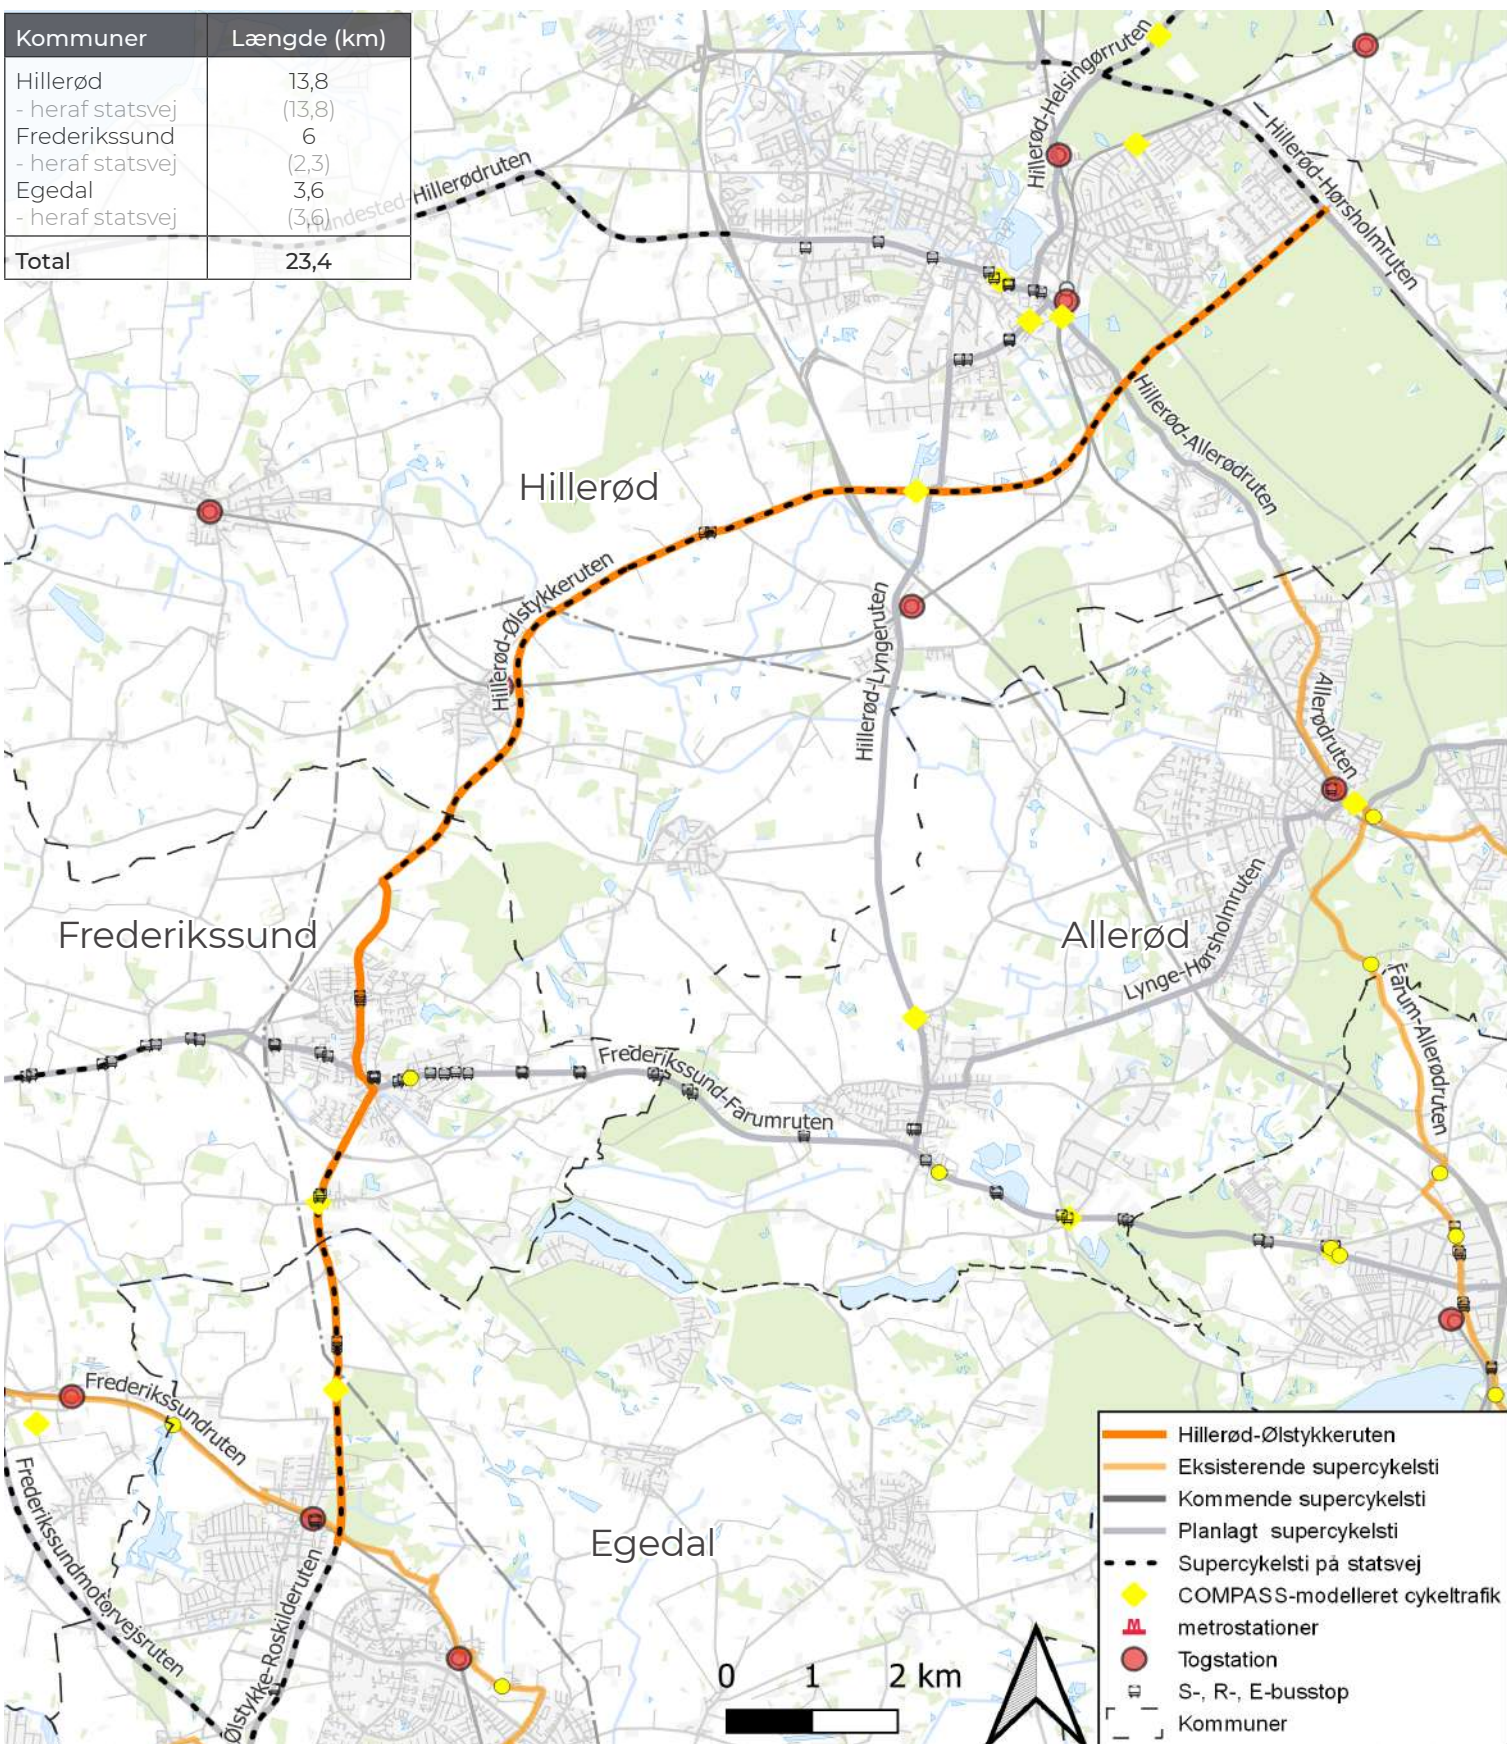 Kommuner Længde (km)
Hillerød 13,8
- heraf statsvej (13,8)
Frederikssund 6
- heraf statsvej (2,3)
Egedal 3,6
- heraf statsvej (3,6)
Total 23,4
Hundested-Hillerødruten
Hillerød-Helsingørruten
Hillerød-Hørsholmruten
Hillerød-Allerødruten
Hillerød
Hillerød-Ølstykkeruten
Hillerød-Lyngeruten
Allerødruten
Frederikssund
Allerød
Lynge-Hørsholmruten
Farum-Allerødruten
Frederikssund-Farumruten
Frederikssundruten
Frederikssundmotorvejsruten
Ølstykke-Roskilderuten
Egedal
0 1 2 km
Hillerød-Ølstykkeruten
Eksisterende supercykelsti
Kommende supercykelsti
Planlagt supercykelsti
Supercykelsti på statsvej
COMPASS-modelleret cykeltrafik
M metrostationer
Togstation
S-, R-, E-busstop
Kommuner